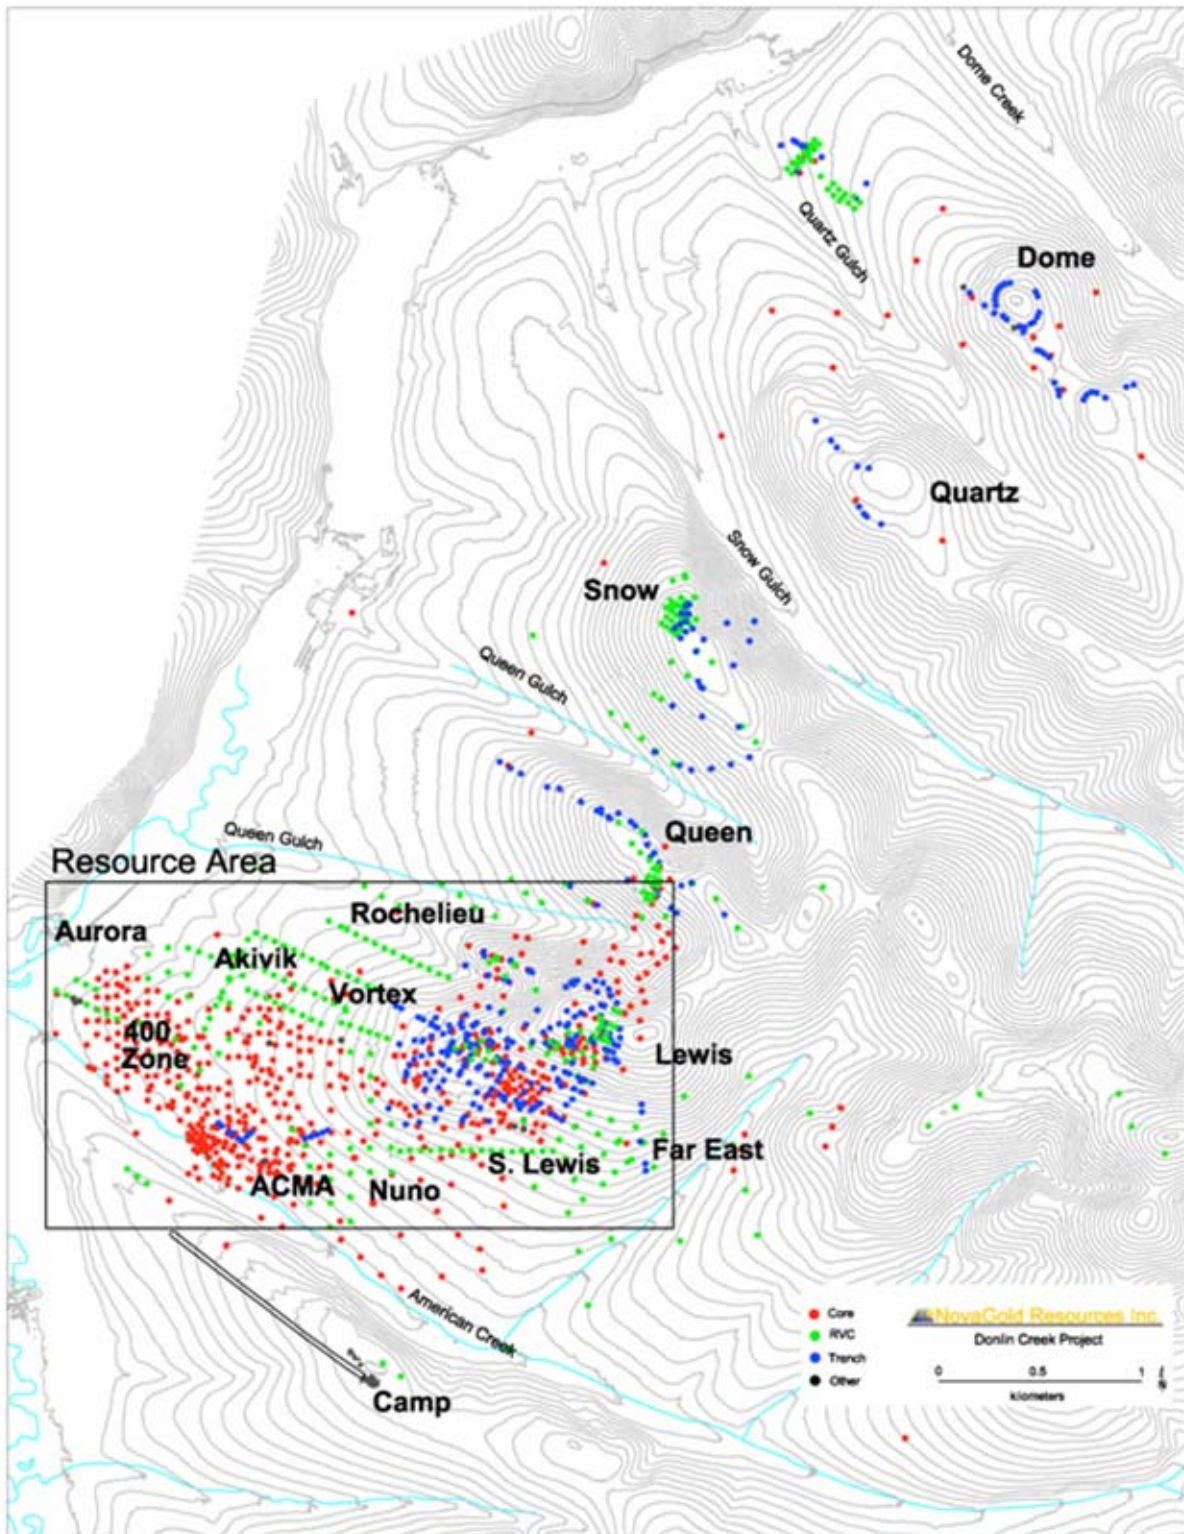 Dome Creek
Quartz Gulch
Dome
Quartz
Snow Gulch
Snow
Queen Gulch
Queen
Queen Gulch
Resource Area
Rochelieu
Aurora
Akivik
Vortex
400
Zone
Lewis
Far East
S. Lewis
ACMA
Nuno
American Creek
Camp
Core
RVC
Trench
Other
NovaGold Resources Inc.
Donlin Creek Project
0 0.5 1
kilometers